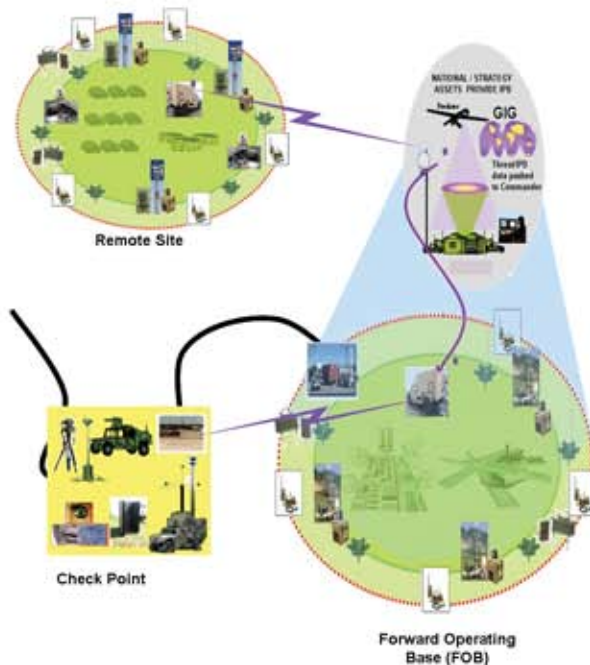 NATIONAL / STRATEGY
ASSETS PROVIDE IPB
GIG
Threat/IPB
data pushed
to Commander
Remote Site
Check Point
Forward Operating
Base (FOB)